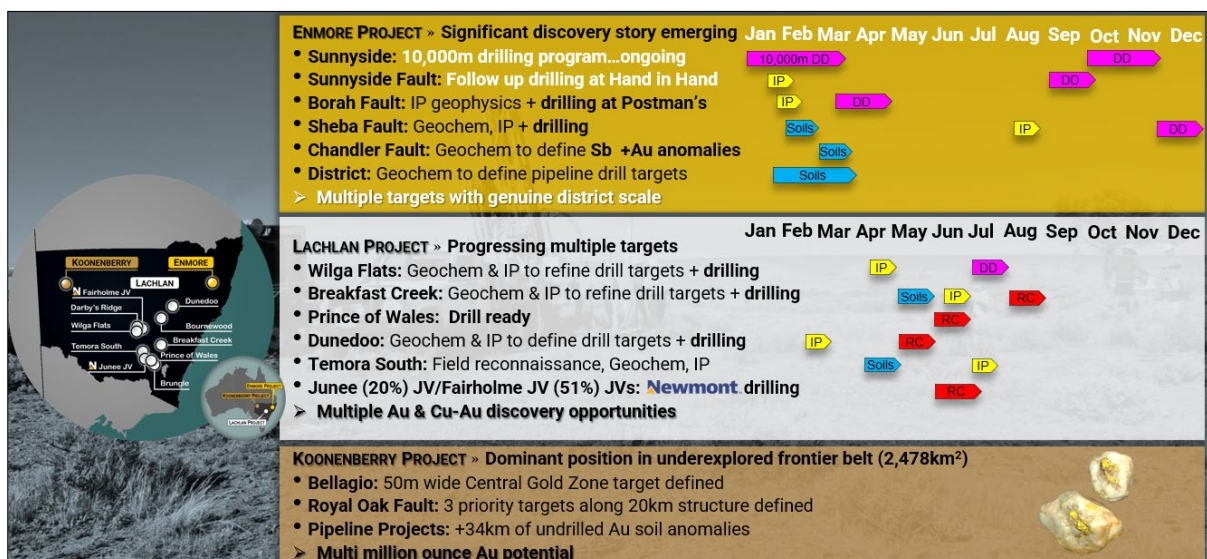 ENMORE PROJECT » Significant discovery story emerging
Jan Feb Mar Apr May Jun Jul Aug Sep Oct Nov Dec
• Sunnyside: 10,000m drilling program...ongoing
10,000m DD
DD
• Sunnyside Fault: Follow up drilling at Hand in Hand
IP
DD
• Borah Fault: IP geophysics + drilling at Postman's
IP
DD
• Sheba Fault: Geochem, IP + drilling
Soils
IP
DD
• Chandler Fault: Geochem to define Sb +Au anomalies
Soils
• District: Geochem to define pipeline drill targets
Soils
➢ Multiple targets with genuine district scale
LACHLAN PROJECT » Progressing multiple targets
Jan Feb Mar Apr May Jun Jul Aug Sep Oct Nov Dec
• Wilga Flats: Geochem & IP to refine drill targets + drilling
IP
DD
• Breakfast Creek: Geochem & IP to refine drill targets + drilling
Soils
IP
RC
• Prince of Wales: Drill ready
RC
• Dunedoo: Geochem & IP to define drill targets + drilling
IP
RC
• Temora South: Field reconnaissance, Geochem, IP
Soils
IP
• Junee (20%) JV/Fairholme JV (51%) JVs: Newmont drilling
RC
➢ Multiple Au & Cu-Au discovery opportunities
KOONENBERRY PROJECT » Dominant position in underexplored frontier belt (2,478km²)
• Bellagio: 50m wide Central Gold Zone target defined
• Royal Oak Fault: 3 priority targets along 20km structure defined
• Pipeline Projects: +34km of undrilled Au soil anomalies
➢ Multi million ounce Au potential
KOONENBERRY
ENMORE
LACHLAN
Fairholme JV
Dunedoo
Darby's Ridge
Wilga Flats
Bournewood
Temora South
Breakfast Creek
Prince of Wales
Junee JV
Brungle
ENMORE PROJECT
KOONENBERRY PROJECT
LACHLAN PROJECT